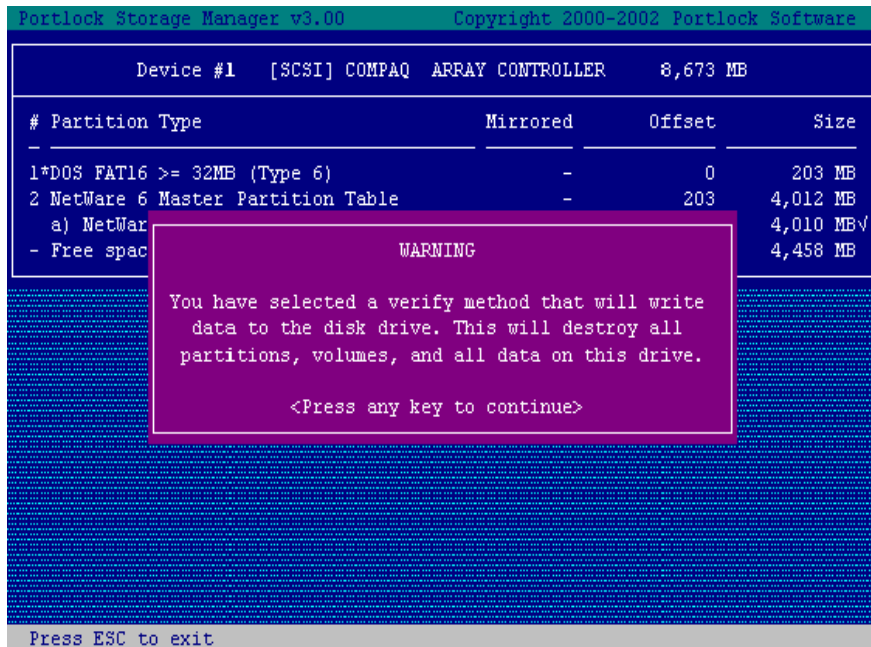 Portlock Storage Manager v3.00 Copyright 2000-2002 Portlock Software
Device #1 [SCSI] COMPAQ ARRAY CONTROLLER 8,673 MB
# Partition Type Mirrored Offset Size
1*DOS FAT16 >= 32MB (Type 6) - 0 203 MB
2 NetWare 6 Master Partition Table - 203 4,012 MB
a) NetWar 4,010 MB√
- Free spac 4,458 MB
WARNING
You have selected a verify method that will write
data to the disk drive. This will destroy all
partitions, volumes, and all data on this drive.
<Press any key to continue>
Press ESC to exit